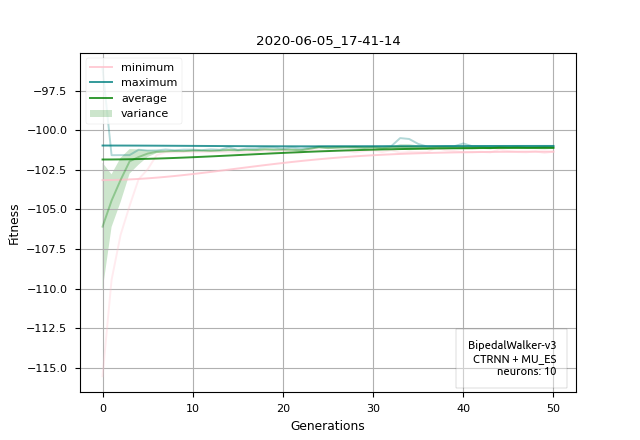 2020-06-05_17-41-14
minimum
maximum
average
variance
−97.5
−100.0
−102.5
−105.0
−107.5
−110.0
−112.5
−115.0
Fitness
BipedalWalker-v3
CTRNN + MU_ES
neurons: 10
0 10 20 30 40 50
Generations